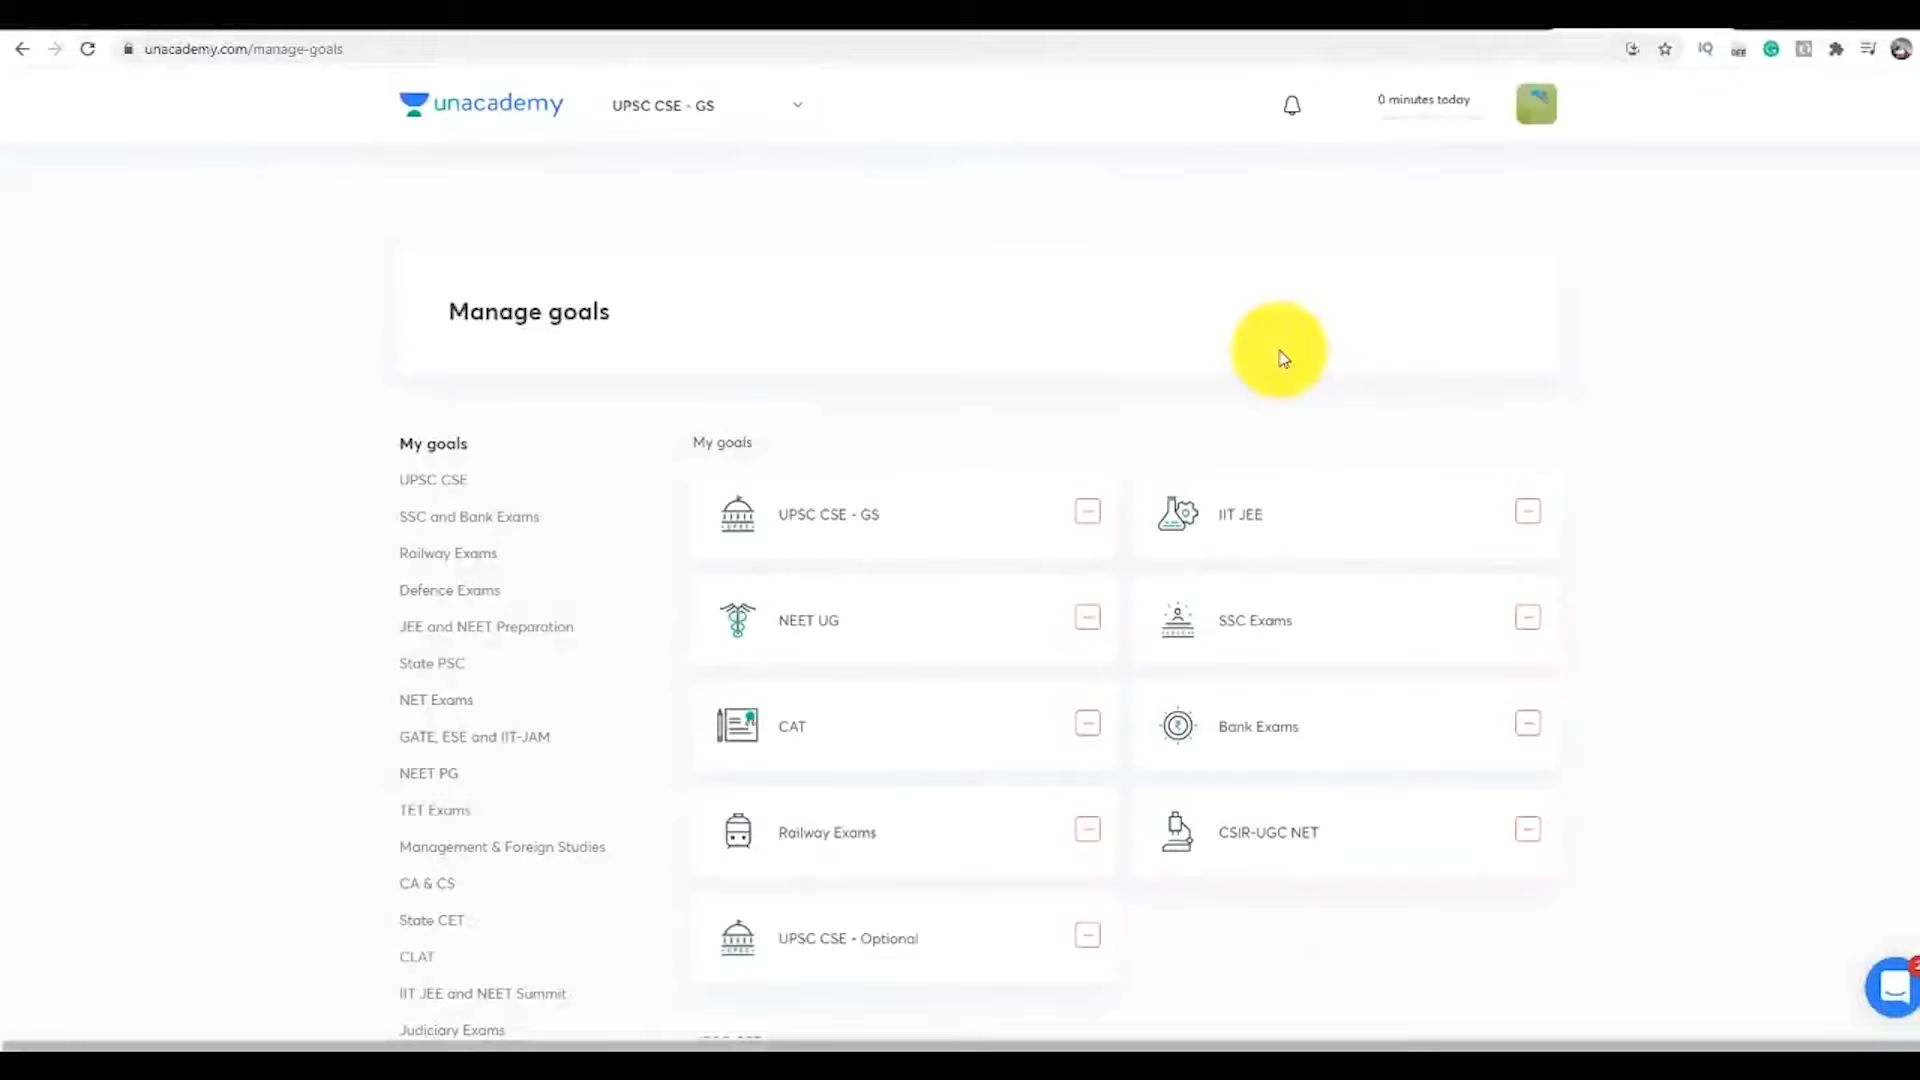 unacademy.com/manage-goals
IQ
OFF
unacademy
UPSC CSE - GS
0 minutes today
Manage goals
My goals
UPSC CSE
SSC and Bank Exams
Railway Exams
Defence Exams
JEE and NEET Preparation
State PSC
NET Exams
GATE, ESE and IIT-JAM
NEET PG
TET Exams
Management & Foreign Studies
CA & CS
State CET
CLAT
IIT JEE and NEET Summit
Judiciary Exams
My goals
UPSC CSE - GS
IIT JEE
NEET UG
SSC Exams
CAT
Bank Exams
Railway Exams
CSIR-UGC NET
UPSC CSE - Optional